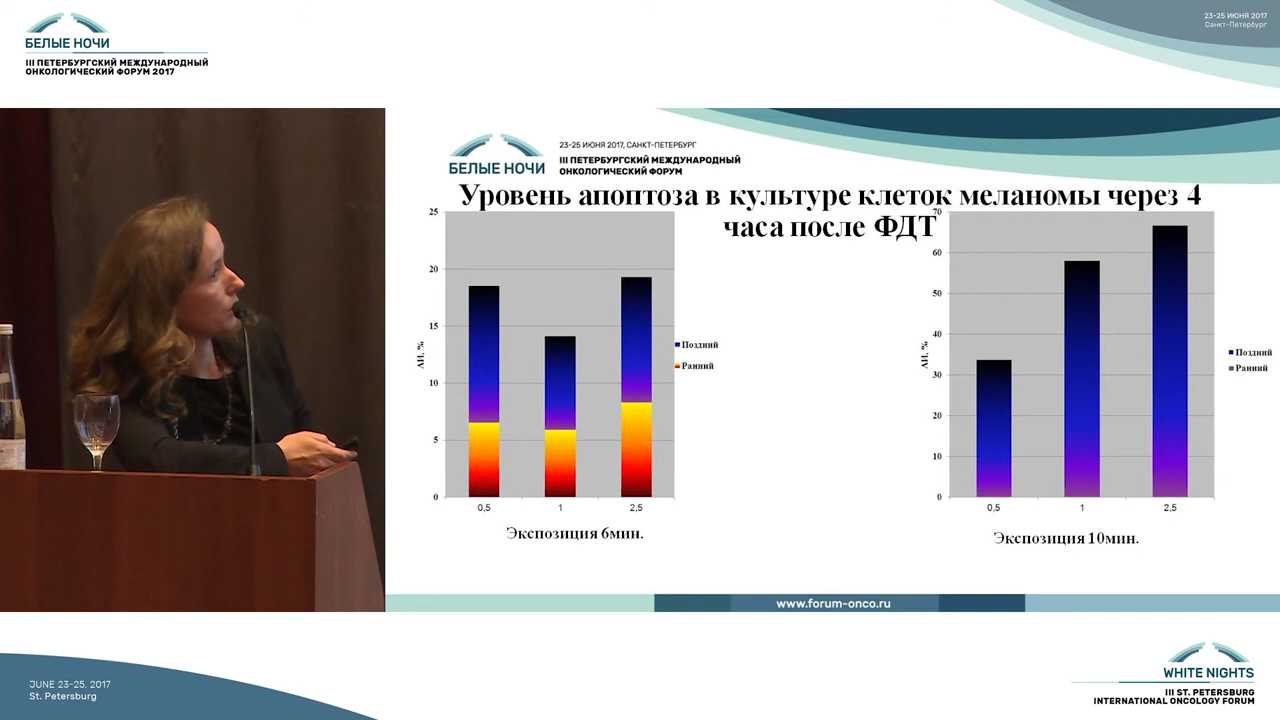 БЕЛЫЕ НОЧИ
III ПЕТЕРБУРГСКИЙ МЕЖДУНАРОДНЫЙ
ОНКОЛОГИЧЕСКИЙ ФОРУМ 2017
23-25 ИЮНЯ 2017
Санкт-Петербург
БЕЛЫЕ НОЧИ
23-25 ИЮНЯ 2017, САНКТ-ПЕТЕРБУРГ
III ПЕТЕРБУРГСКИЙ МЕЖДУНАРОДНЫЙ
ОНКОЛОГИЧЕСКИЙ ФОРУМ
Уровень апоптоза в культуре клеток меланомы через 4
часа после ФДТ
25
20
15
10
5
0
АИ, %
0,5
1
2,5
Поздний
Ранний
Экспозиция 6мин.
70
60
50
40
30
20
10
0
АИ, %
0,5
1
2,5
Поздний
Ранний
Экспозиция 10мин.
www.forum-onco.ru
JUNE 23-25, 2017
St. Petersburg
WHITE NIGHTS
III ST. PETERSBURG
INTERNATIONAL ONCOLOGY FORUM